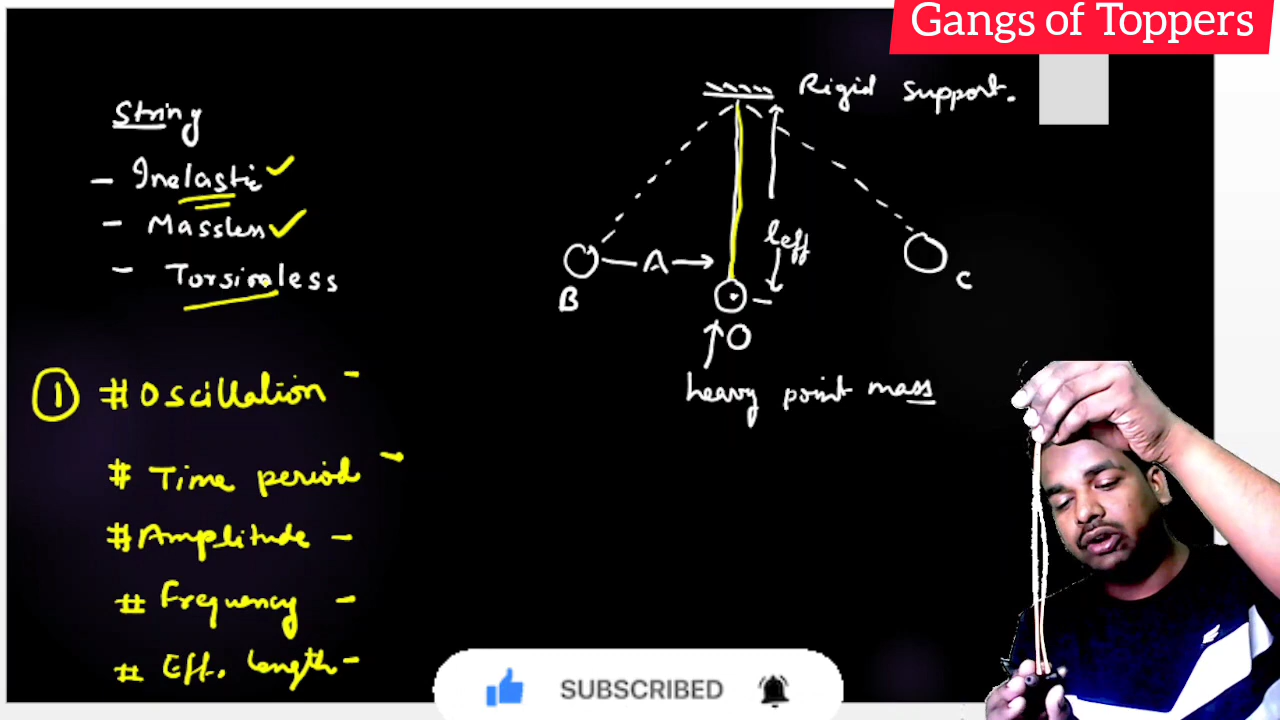 Gangs of Toppers
String
- Inelastic ✓
- Massless ✓
- Torsionless
Rigid support.
leff
A
B
C
O
heavy point mass
① # Oscillation -
# Time period -
# Amplitude -
# Frequency -
# Eff. length -
SUBSCRIBED